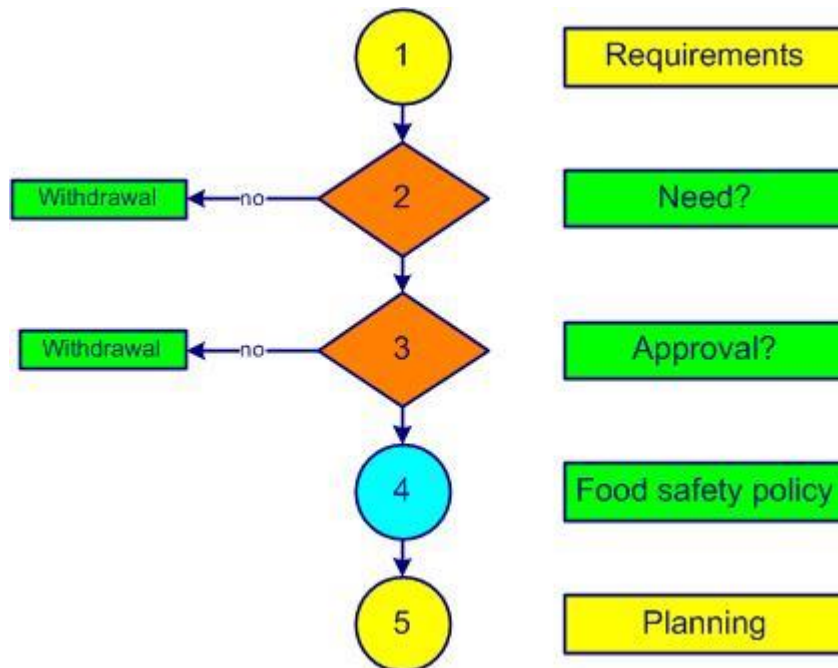 1
Requirements
Withdrawal
no
2
Need?
Withdrawal
no
3
Approval?
4
Food safety policy
5
Planning